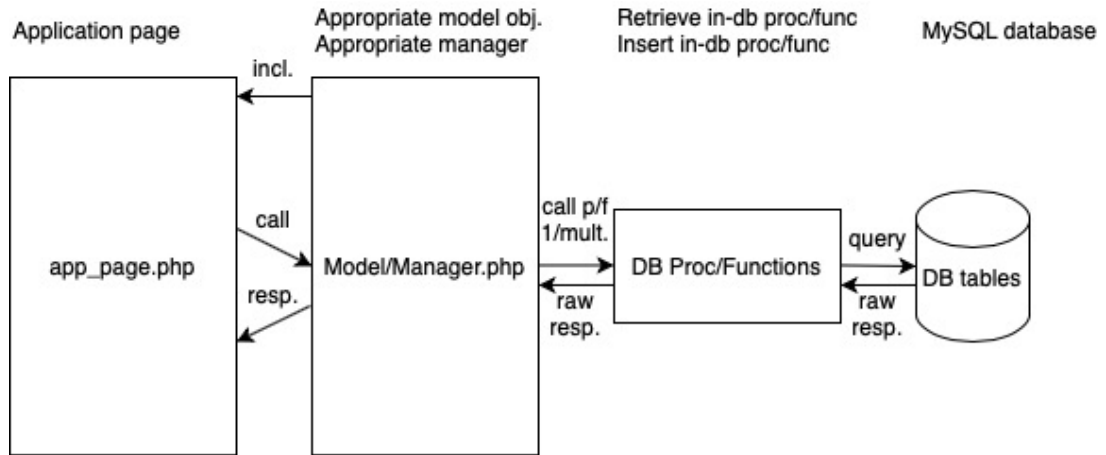 Application page
Appropriate model obj.
Appropriate manager
Retrieve in-db proc/func
Insert in-db proc/func
MySQL database
incl.
call
resp.
app_page.php
Model/Manager.php
call p/f
1/mult.
raw
resp.
DB Proc/Functions
query
raw
resp.
DB tables